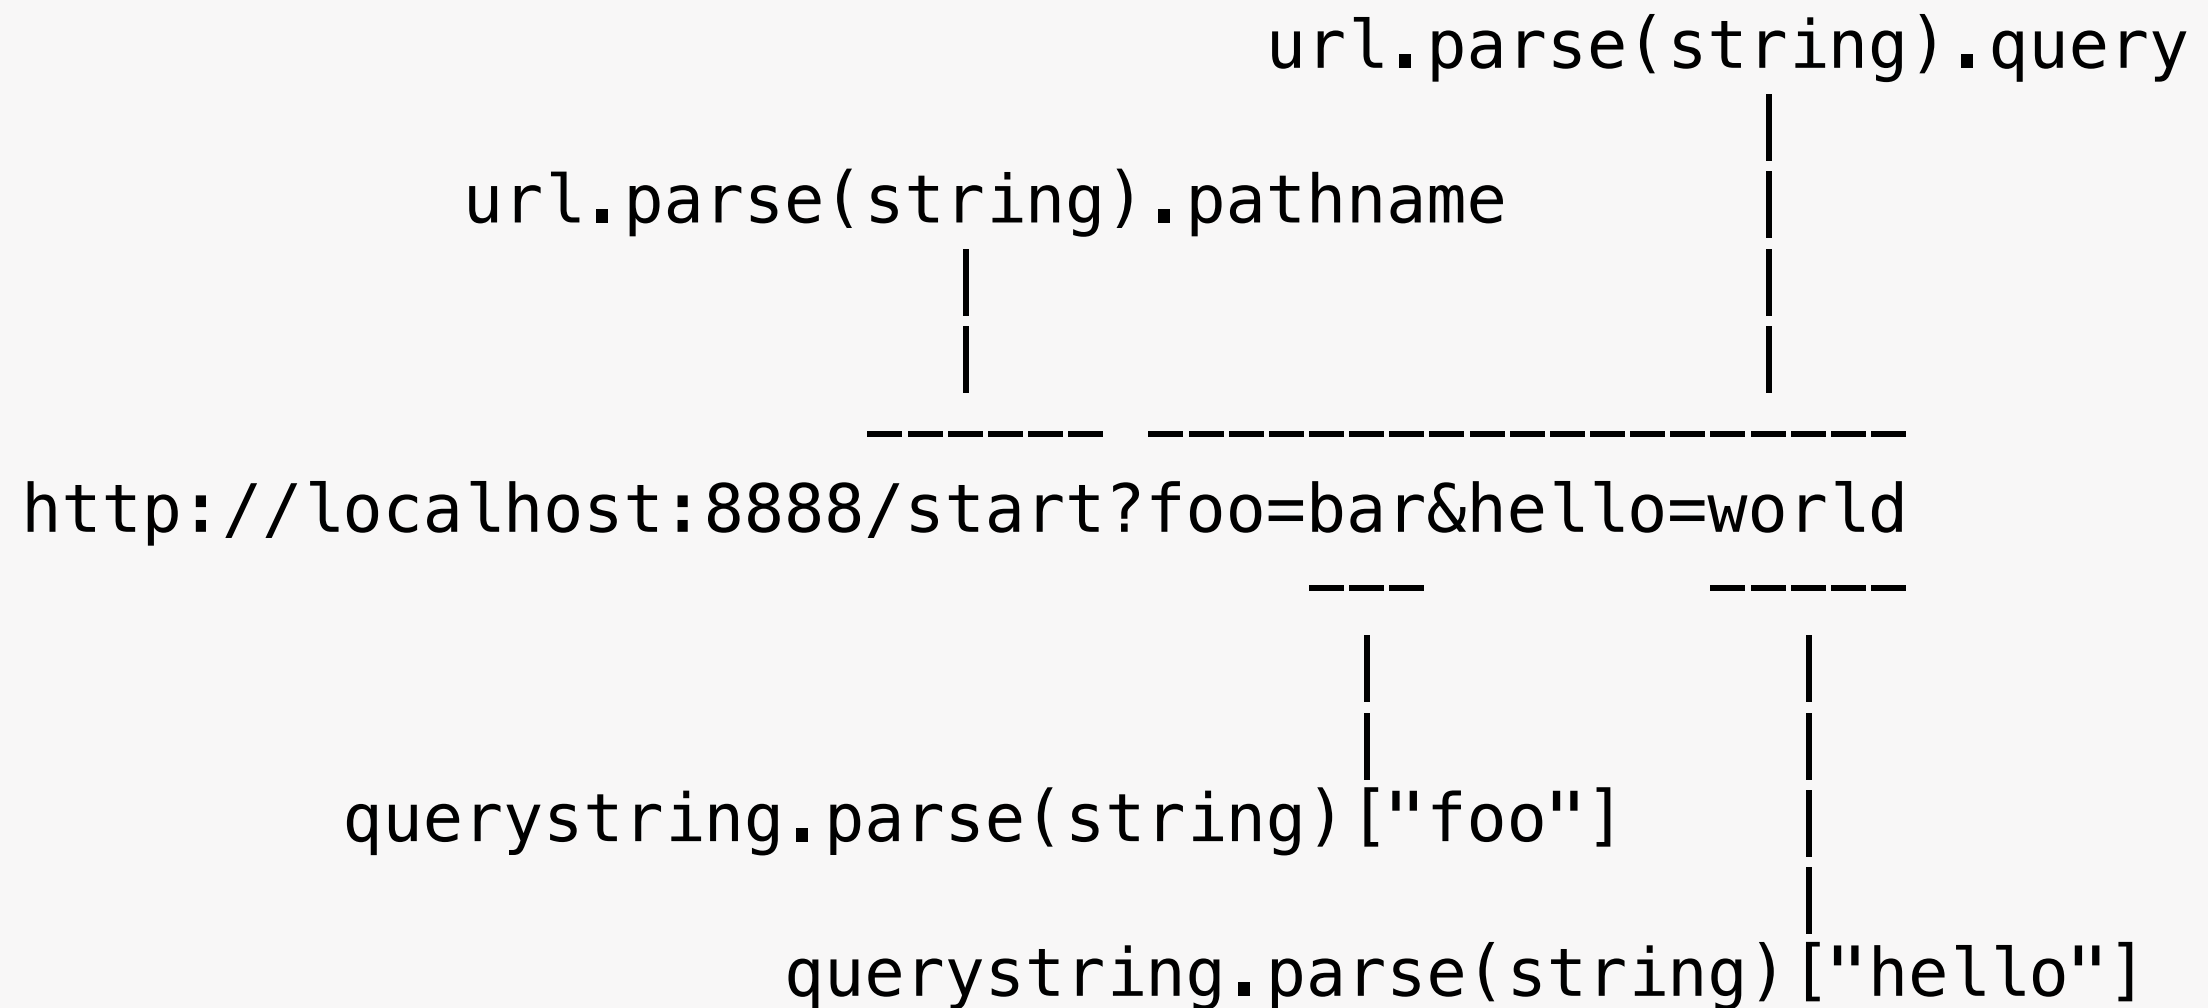 url.parse(string).query
|
url.parse(string).pathname |
| |
| |
------ -------------------
http://localhost:8888/start?foo=bar&hello=world
--- -----
| |
| |
querystring.parse(string)["foo"] |
|
querystring.parse(string)["hello"]